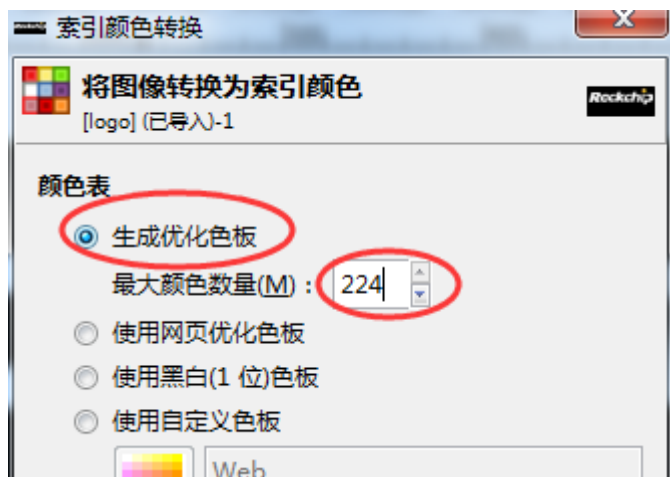 索引颜色转换
将图像转换为索引颜色
Rockchip
[logo] (已导入)-1
颜色表
生成优化色板
最大颜色数量(M)： 224
使用网页优化色板
使用黑白(1 位)色板
使用自定义色板
Web